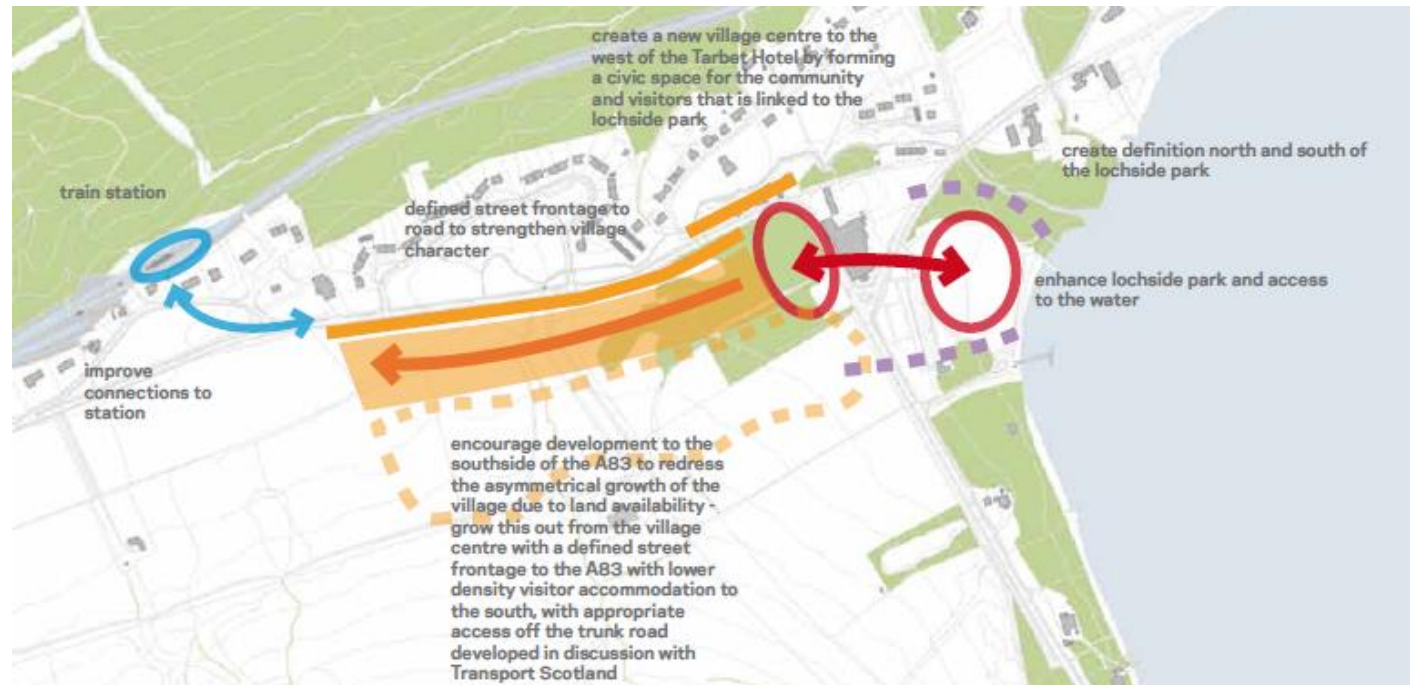 create a new village centre to the
west of the Tarbet Hotel by forming
a civic space for the community
and visitors that is linked to the
lochside park
create definition north and south of
the lochside park
train station
defined street frontage to
road to strengthen village
character
enhance lochside park and access
to the water
improve
connections to
station
encourage development to the
southside of the A83 to redress
the asymmetrical growth of the
village due to land availability -
grow this out from the village
centre with a defined street
frontage to the A83 with lower
density visitor accommodation to
the south, with appropriate
access off the trunk road
developed in discussion with
Transport Scotland